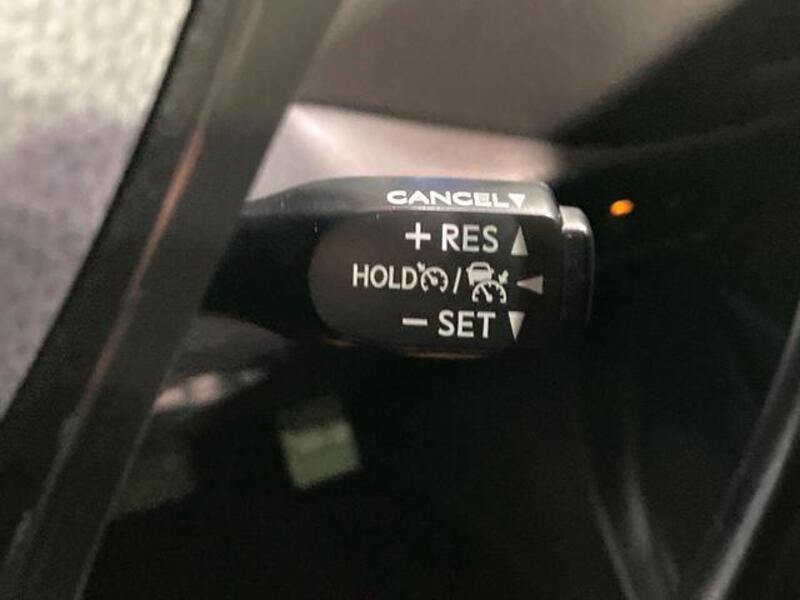 CANCEL▼
+ RES ▲
HOLD / ◀
− SET ▼